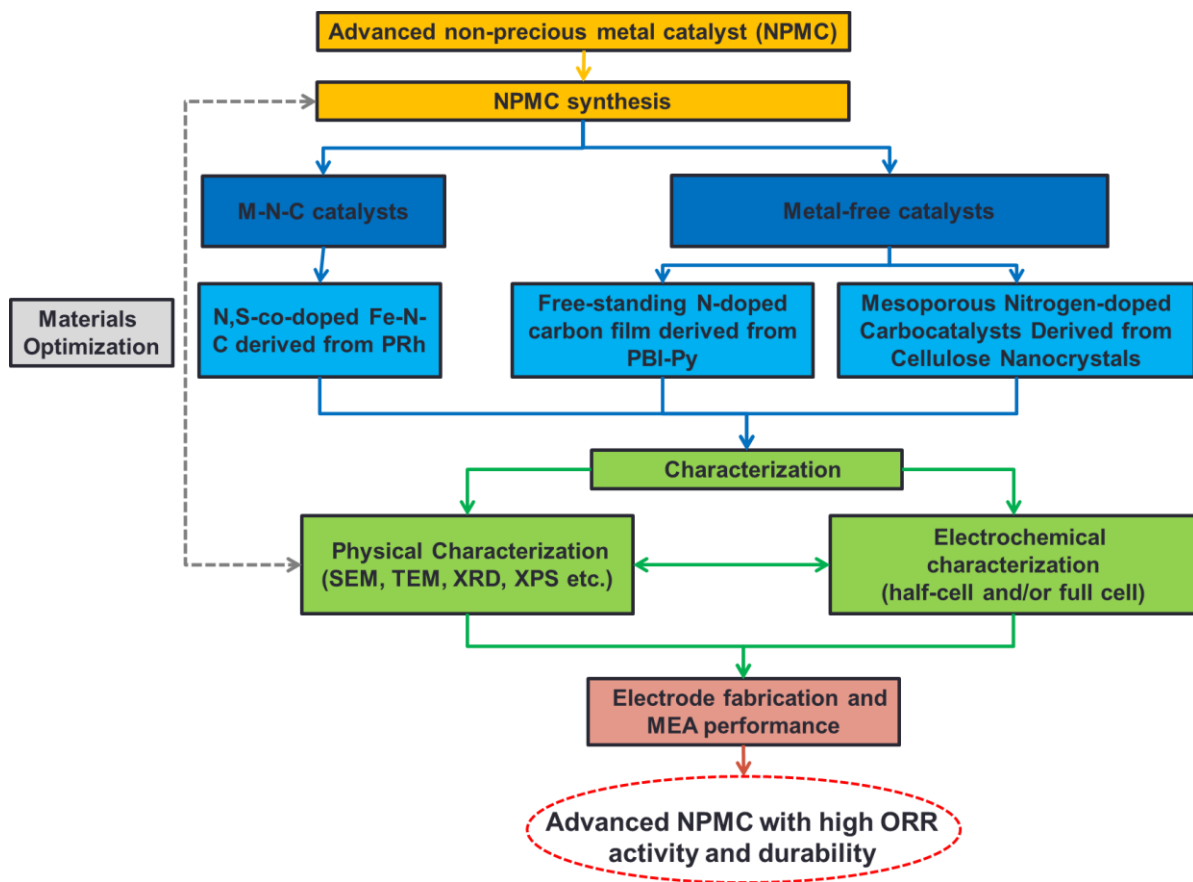 Advanced non-precious metal catalyst (NPMC)
NPMC synthesis
M-N-C catalysts
Metal-free catalysts
Materials
Optimization
N,S-co-doped Fe-N-
C derived from PRh
Free-standing N-doped
carbon film derived from
PBI-Py
Mesoporous Nitrogen-doped
Carbocatalysts Derived from
Cellulose Nanocrystals
Characterization
Physical Characterization
(SEM, TEM, XRD, XPS etc.)
Electrochemical
characterization
(half-cell and/or full cell)
Electrode fabrication and
MEA performance
Advanced NPMC with high ORR
activity and durability